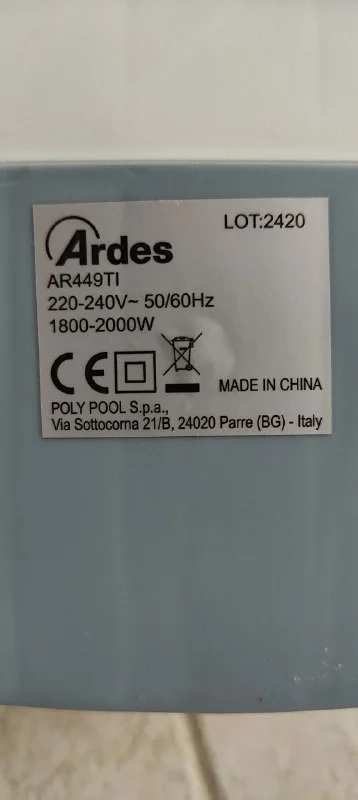 LOT:2420
Ardes
AR449TI
220-240V~ 50/60Hz
1800-2000W
CE
MADE IN CHINA
POLY POOL S.p.a.,
Via Sottocorna 21/B, 24020 Parre (BG) - Italy